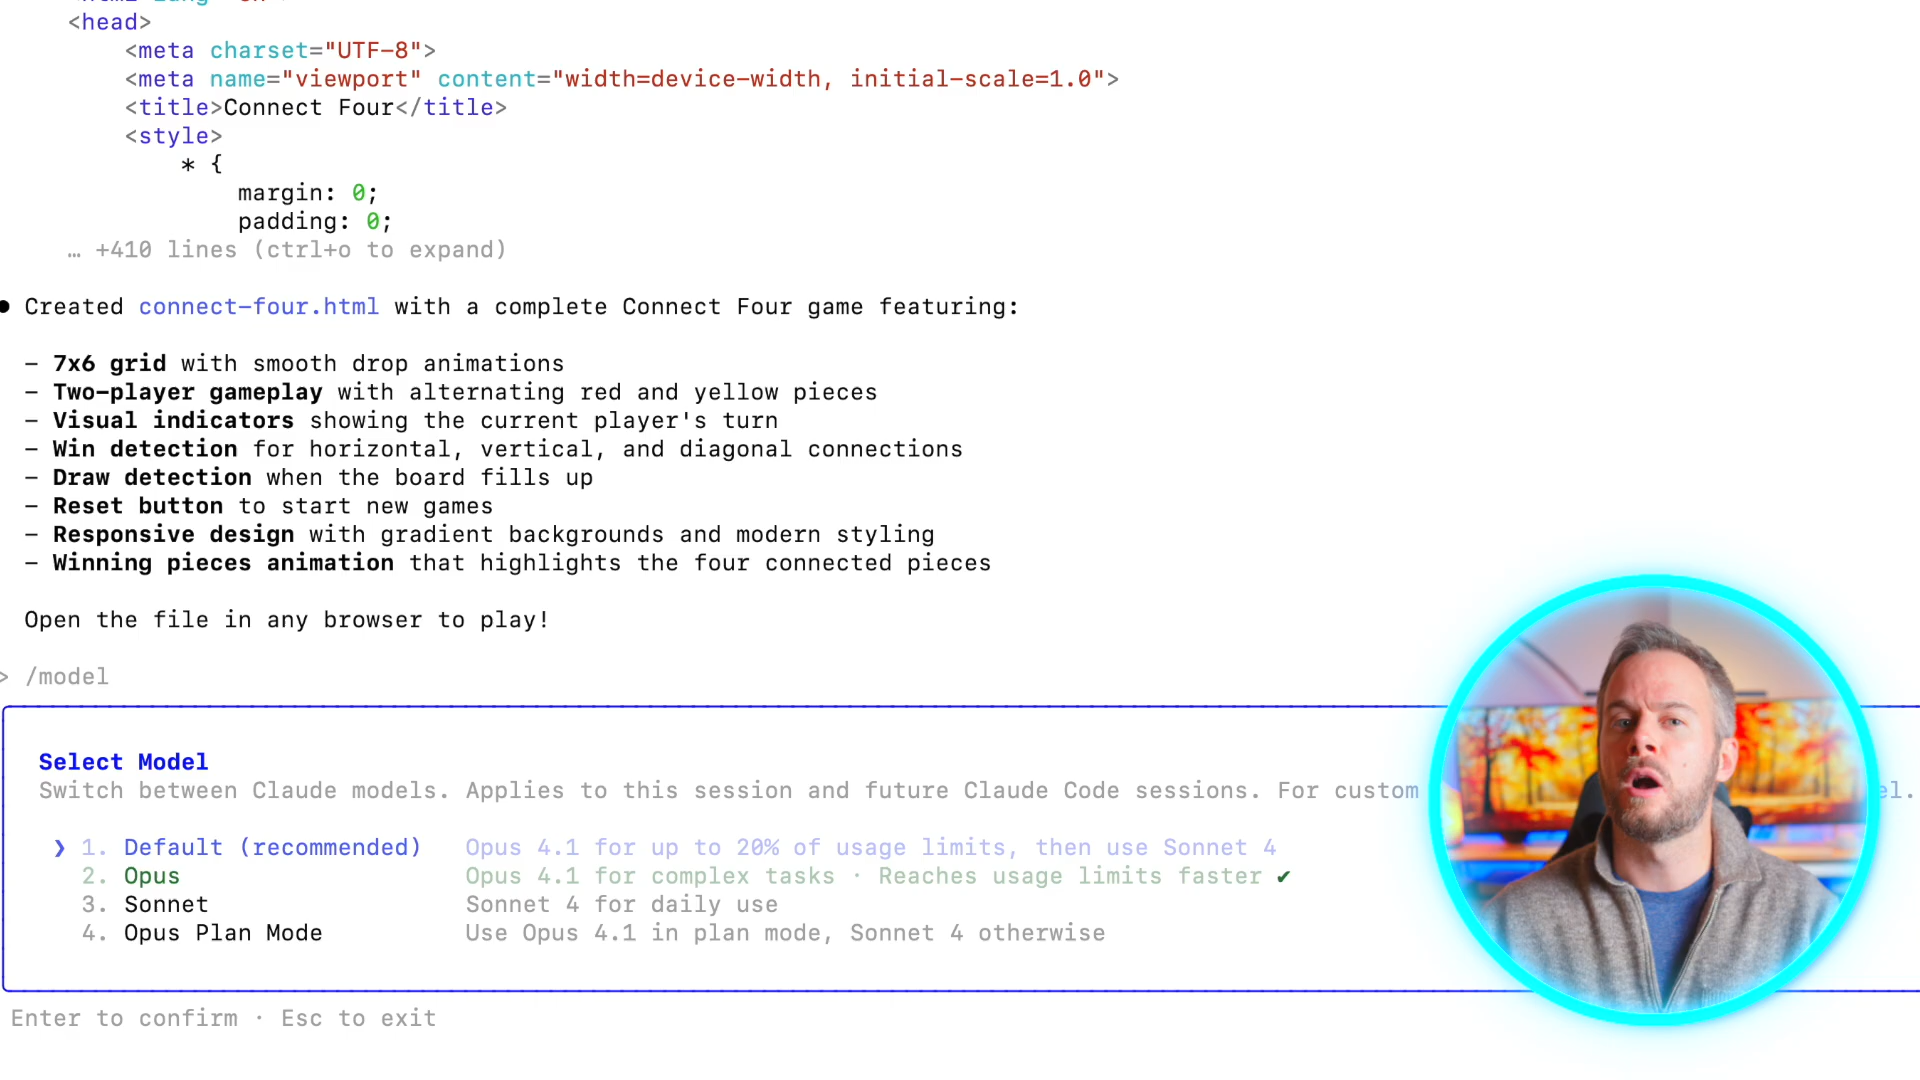 <head>
<meta charset="UTF-8">
<meta name="viewport" content="width=device-width, initial-scale=1.0">
<title>Connect Four</title>
<style>
* {
margin: 0;
padding: 0;
… +410 lines (ctrl+o to expand)
● Created connect-four.html with a complete Connect Four game featuring:
- 7x6 grid with smooth drop animations
- Two-player gameplay with alternating red and yellow pieces
- Visual indicators showing the current player's turn
- Win detection for horizontal, vertical, and diagonal connections
- Draw detection when the board fills up
- Reset button to start new games
- Responsive design with gradient backgrounds and modern styling
- Winning pieces animation that highlights the four connected pieces
Open the file in any browser to play!
> /model
Select Model
Switch between Claude models. Applies to this session and future Claude Code sessions. For custom
❯ 1. Default (recommended) Opus 4.1 for up to 20% of usage limits, then use Sonnet 4
2. Opus Opus 4.1 for complex tasks · Reaches usage limits faster ✔
3. Sonnet Sonnet 4 for daily use
4. Opus Plan Mode Use Opus 4.1 in plan mode, Sonnet 4 otherwise
Enter to confirm · Esc to exit